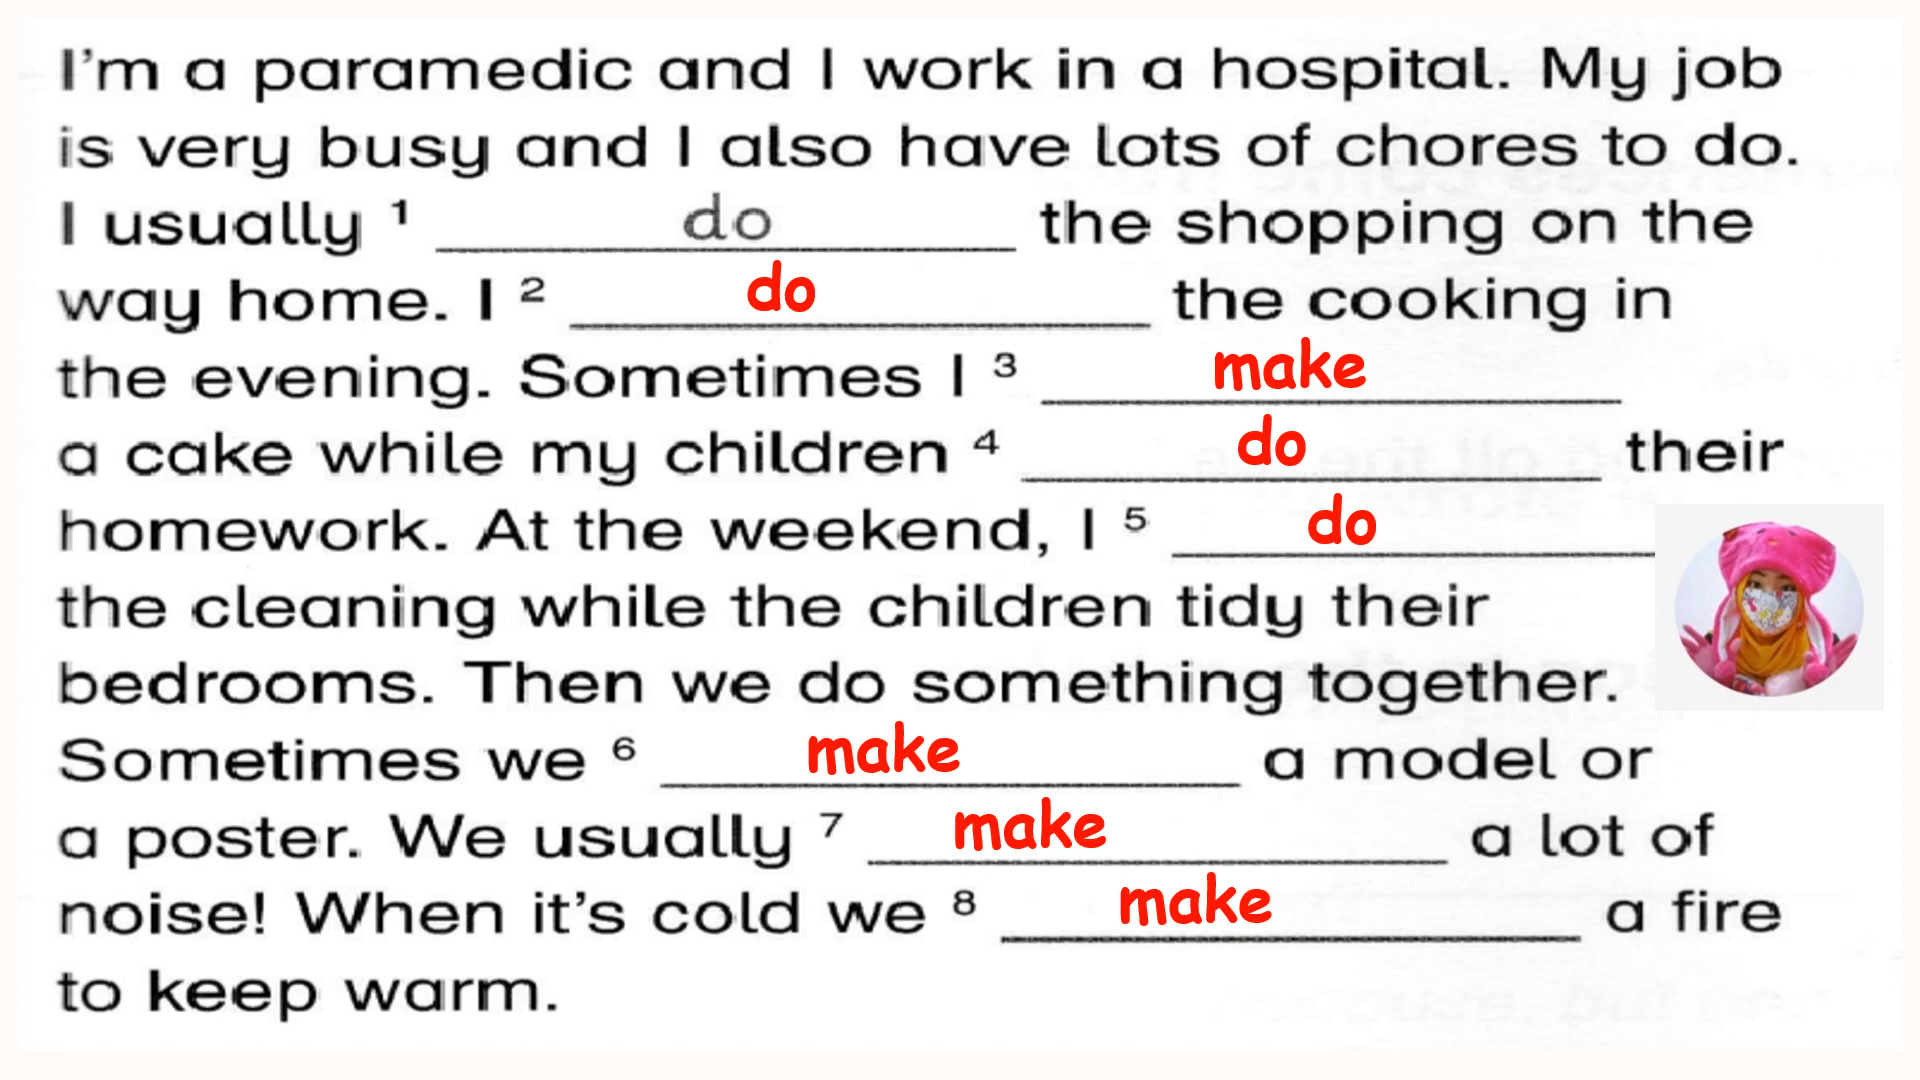 I'm a paramedic and I work in a hospital. My job
is very busy and I also have lots of chores to do.
I usually 1 do the shopping on the
way home. I 2 do the cooking in
the evening. Sometimes I 3 make
a cake while my children 4 do their
homework. At the weekend, I 5 do
the cleaning while the children tidy their
bedrooms. Then we do something together.
Sometimes we 6 make a model or
a poster. We usually 7 make a lot of
noise! When it's cold we 8 make a fire
to keep warm.